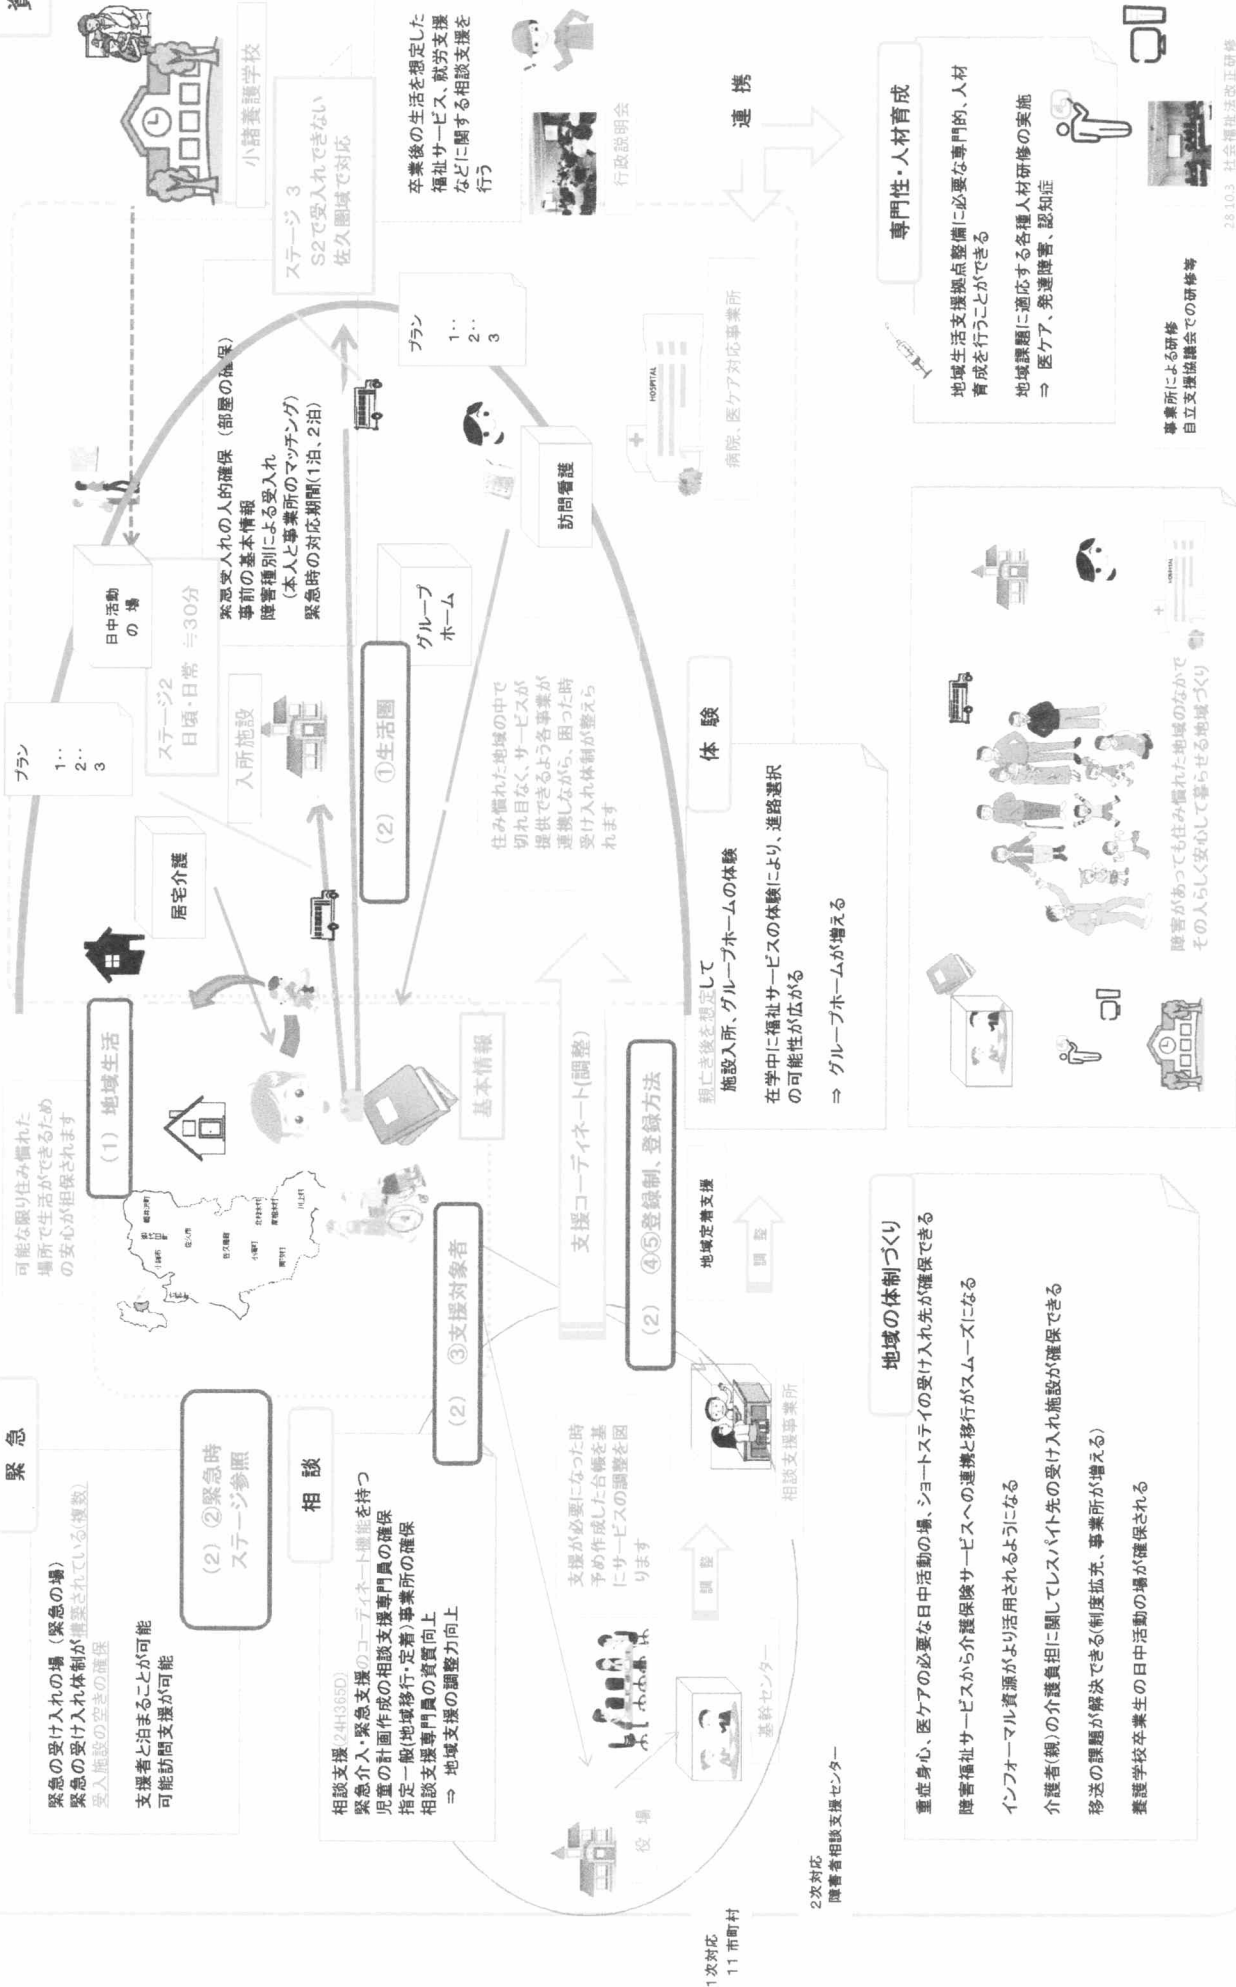 緊 急
緊急の受け入れの場（緊急の場）
緊急の受け入れ体制が構築されている（複数）
受入施設の空きの確保
支援者と泊まることが可能
可能訪問支援が可能
(2) ②緊急時
ステージ参照
相 談
相談支援(24H365D)
緊急介入・緊急支援のコーディネート機能を持つ
児童の計画作成の相談支援専門員の確保
指定一般(地域移行・定着)事業所の確保
相談支援専門員の資質向上
⇒ 地域支援の調整力向上
可能な限り住み慣れた
場所で生活ができるため
の安心が担保されます
(1) 地域生活
軽井沢町
小諸市
佐久市
佐久穂町
小海町
北相木村
南相木村
南牧村
川上村
(2) ③支援対象者
基本情報
支援コーディネート(調整)
(2) ④⑤登録制、登録方法
地域定着支援
調 整
支援が必要になった時
予め作成した台帳を基
にサービスの調整を図
ります
調 整
相談支援事業所
基幹センター
役 場
1次対応
11 市町村
2次対応
障害者相談支援センター
プラン
1‥
2‥
3
居宅介護
日中活動
の 場
ステージ2
日頃・日常 ≒30分
入所施設
緊急受入れの人的確保（部屋の確保）
事前の基本情報
障害種別による受入れ
（本人と事業所のマッチング）
緊急時の対応期間(1泊、2泊)
(2) ①生活圏
グループ
ホーム
訪問看護
プラン
1‥
2‥
3
住み慣れた地域の中で
切れ目なく、サービスが
提供できるよう各事業が
連携しながら、困った時
受け入れ体制が整えら
れます
小諸養護学校
ステージ 3
S2で受入れできない
佐久圏域で対応
卒業後の生活を想定した
福祉サービス、就労支援
などに関する相談支援を
行う
行政説明会
連 携
HOSPITAL
病院、医ケア対応事業所
体 験
親亡き後を想定して
施設入所、グループホームの体験
在学中に福祉サービスの体験により、進路選択
の可能性が広がる
⇒ グループホームが増える
専門性・人材育成
地域生活支援拠点整備に必要な専門的、人材
育成を行うことができる
地域課題に適応する各種人材研修の実施
⇒ 医ケア、発達障害、認知症
事業所による研修
自立支援協議会での研修等
地域の体制づくり
重症身心、医ケアの必要な日中活動の場、ショートステイの受け入れ先が確保できる
障害福祉サービスから介護保険サービスへの連携と移行がスムーズになる
インフォーマル資源がより活用されるようになる
介護者(親)の介護負担に関してレスパイト先の受け入れ施設が確保できる
移送の課題が解決できる(制度拡充、事業所が増える)
養護学校卒業生の日中活動の場が確保される
HOSPITAL
障害があっても住み慣れた地域のなかで
その人らしく安心して暮らせる地域づくり
28.10.3 社会福祉法改正研修